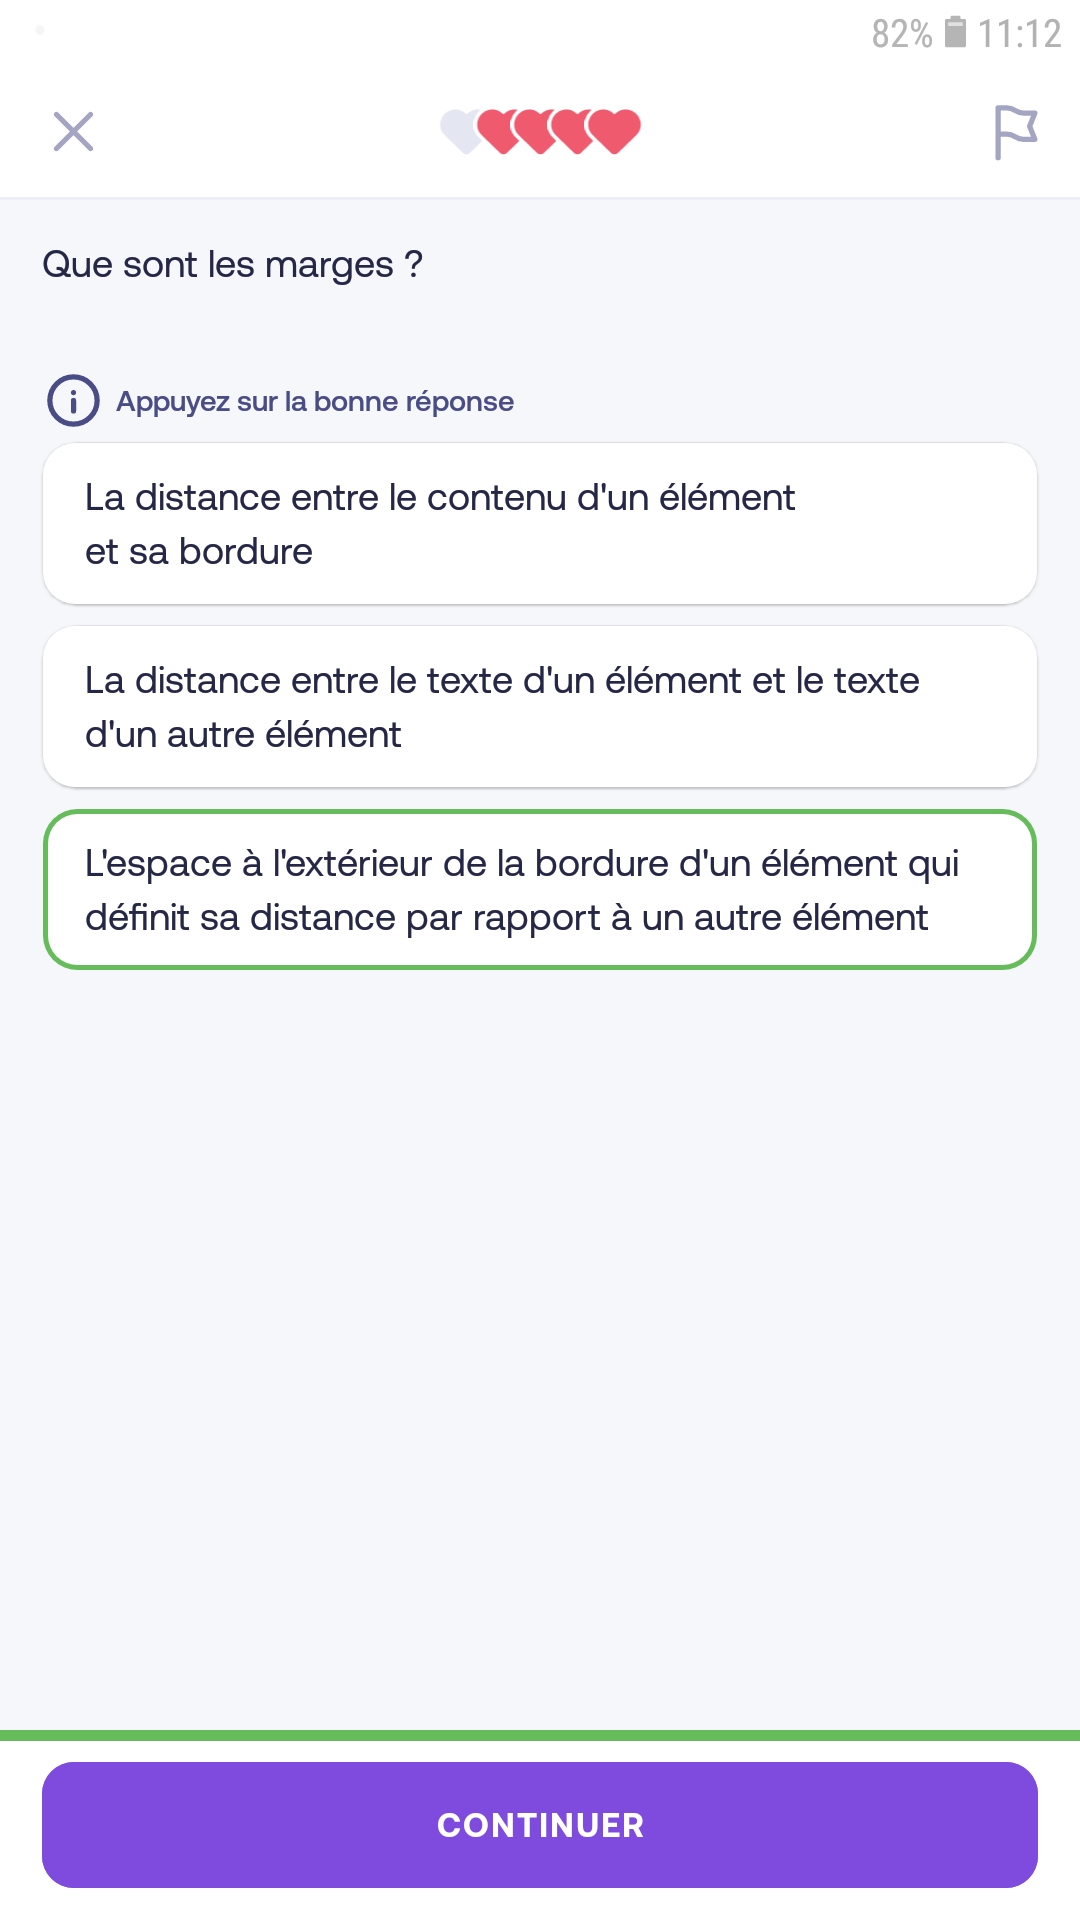 82% 11:12
Que sont les marges ?
Appuyez sur la bonne réponse
La distance entre le contenu d'un élément
et sa bordure
La distance entre le texte d'un élément et le texte
d'un autre élément
L'espace à l'extérieur de la bordure d'un élément qui
définit sa distance par rapport à un autre élément
CONTINUER